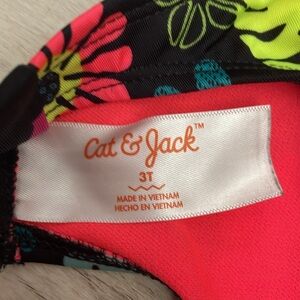 Cat & Jack™
3T
MADE IN VIETNAM
HECHO EN VIETNAM